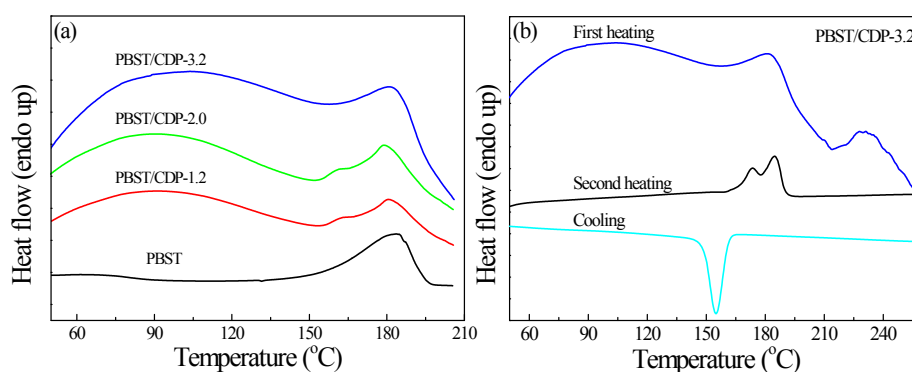 (a)
PBST/CDP-3.2
PBST/CDP-2.0
PBST/CDP-1.2
PBST
Heat flow (endo up)
60 90 120 150 180 210
Temperature (°C)
(b)
First heating
PBST/CDP-3.2
Second heating
Cooling
Heat flow (endo up)
60 90 120 150 180 210 240
Temperature (°C)